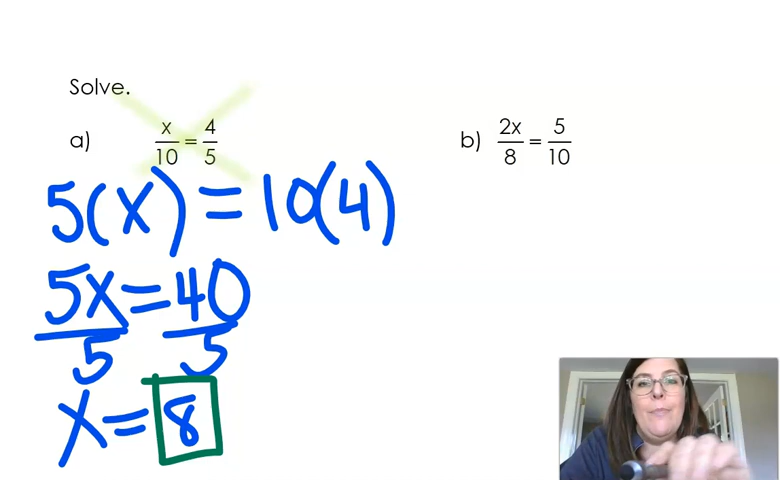 Solve.
a) x/10 = 4/5
b) 2x/8 = 5/10
5(x) = 10(4)
5x/5 = 40/5
x = 8